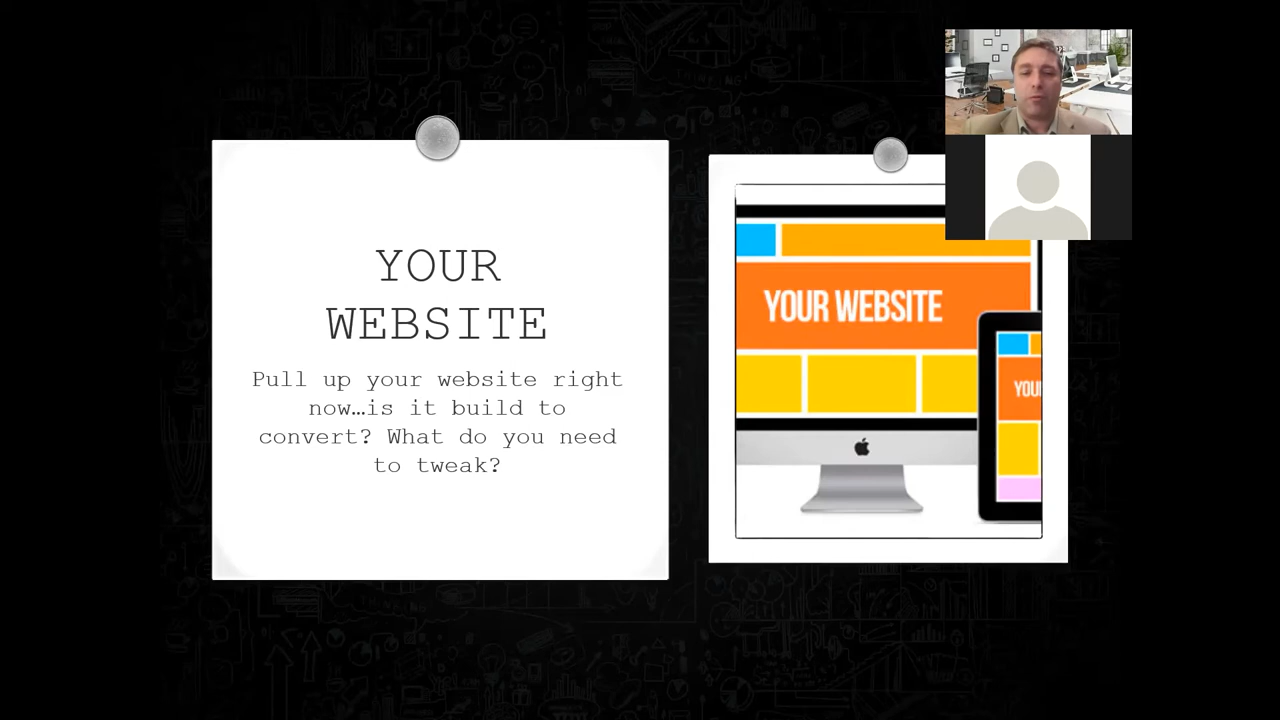 YOUR
WEBSITE
Pull up your website right
now…is it build to
convert? What do you need
to tweak?
YOUR WEBSITE
YOU